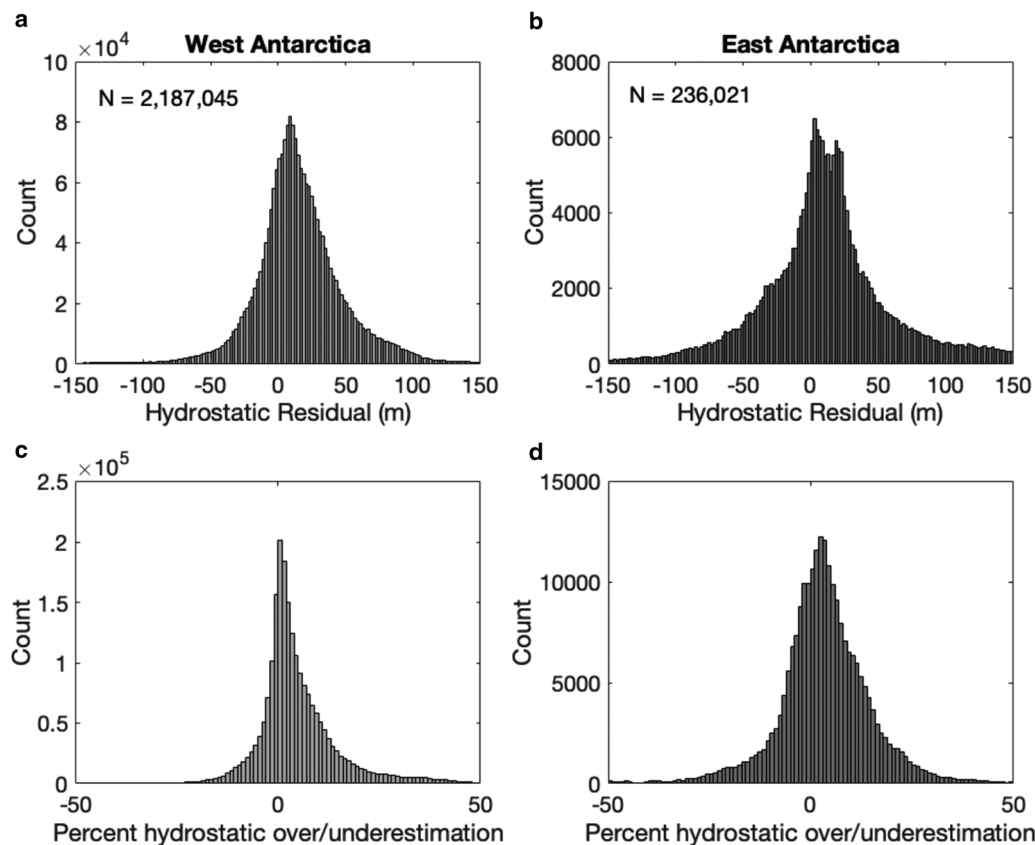 a
West Antarctica
×10⁴
N = 2,187,045
10
8
6
4
2
0
Count
-150 -100 -50 0 50 100 150
Hydrostatic Residual (m)
b
East Antarctica
N = 236,021
8000
6000
4000
2000
0
Count
-150 -100 -50 0 50 100 150
Hydrostatic Residual (m)
c
×10⁵
2.5
2
1.5
1
0.5
0
Count
-50 0 50
Percent hydrostatic over/underestimation
d
15000
10000
5000
0
Count
-50 0 50
Percent hydrostatic over/underestimation